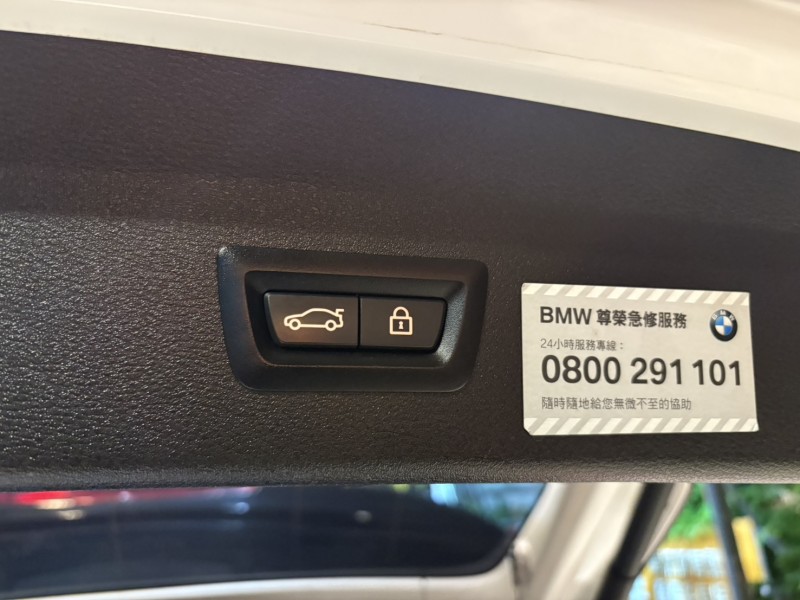 BMW 尊榮急修服務
24小時服務專線：
0800 291 101
隨時隨地給您無微不至的協助